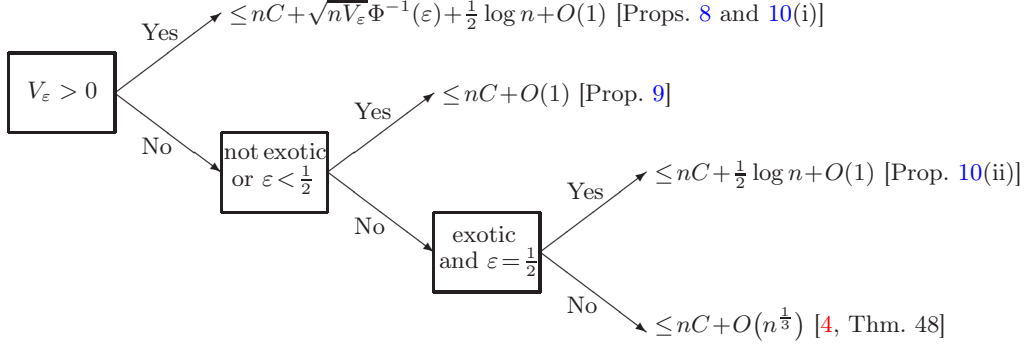 Yes ≤ nC + √(nV_ε) Φ⁻¹(ε) + ½ log n + O(1) [Props. 8 and 10(i)]
V_ε > 0
Yes ≤ nC + O(1) [Prop. 9]
No
not exotic
or ε < ½
Yes ≤ nC + ½ log n + O(1) [Prop. 10(ii)]
No
exotic
and ε = ½
No
≤ nC + O(n^{1/3}) [4, Thm. 48]